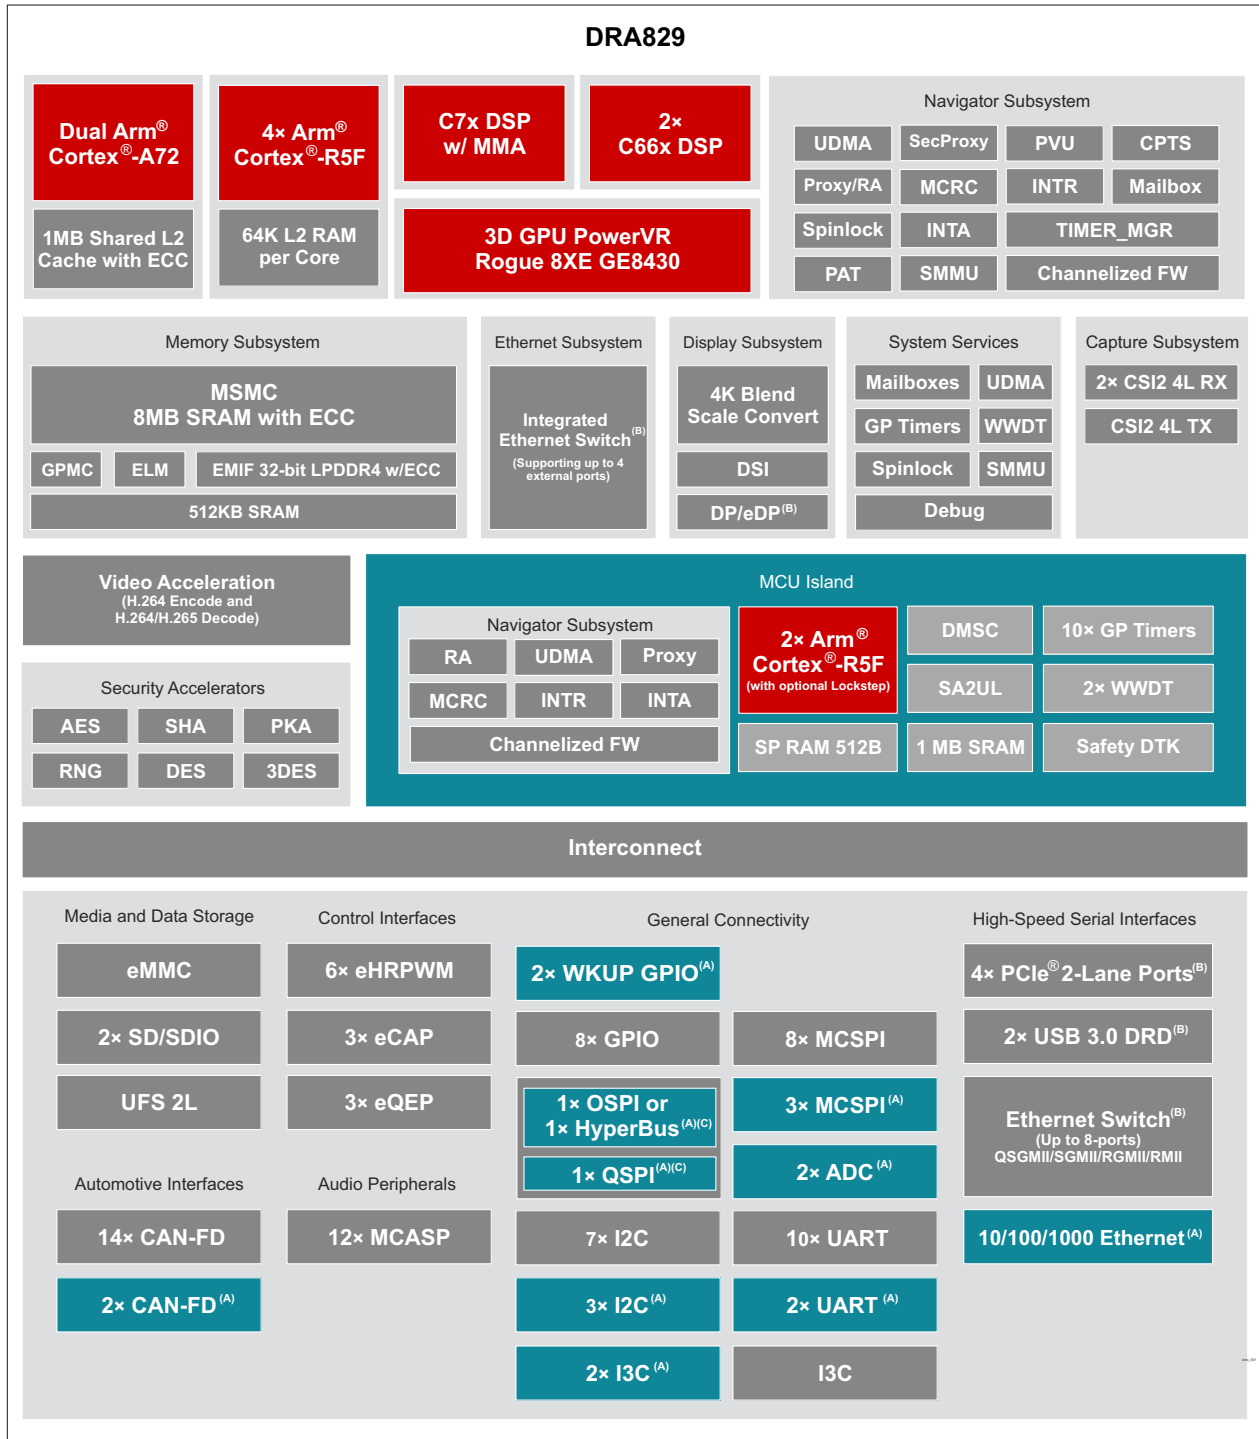 DRA829
Dual Arm®
Cortex®-A72
1MB Shared L2
Cache with ECC
4× Arm®
Cortex®-R5F
64K L2 RAM
per Core
C7x DSP
w/ MMA
2×
C66x DSP
3D GPU PowerVR
Rogue 8XE GE8430
Navigator Subsystem
UDMA
SecProxy
PVU
CPTS
Proxy/RA
MCRC
INTR
Mailbox
Spinlock
INTA
TIMER_MGR
PAT
SMMU
Channelized FW
Memory Subsystem
MSMC
8MB SRAM with ECC
GPMC
ELM
EMIF 32-bit LPDDR4 w/ECC
512KB SRAM
Ethernet Subsystem
Integrated
Ethernet Switch(B)
(Supporting up to 4
external ports)
Display Subsystem
4K Blend
Scale Convert
DSI
DP/eDP(B)
System Services
Mailboxes
UDMA
GP Timers
WWDT
Spinlock
SMMU
Debug
Capture Subsystem
2× CSI2 4L RX
CSI2 4L TX
Video Acceleration
(H.264 Encode and
H.264/H.265 Decode)
Security Accelerators
AES
SHA
PKA
RNG
DES
3DES
MCU Island
Navigator Subsystem
RA
UDMA
Proxy
MCRC
INTR
INTA
Channelized FW
2× Arm®
Cortex®-R5F
(with optional Lockstep)
DMSC
10× GP Timers
SA2UL
2× WWDT
SP RAM 512B
1 MB SRAM
Safety DTK
Interconnect
Media and Data Storage
eMMC
2× SD/SDIO
UFS 2L
Automotive Interfaces
14× CAN-FD
2× CAN-FD(A)
Control Interfaces
6× eHRPWM
3× eCAP
3× eQEP
Audio Peripherals
12× MCASP
General Connectivity
2× WKUP GPIO(A)
8× GPIO
8× MCSPI
1× OSPI or
1× HyperBus(A)(C)
1× QSPI(A)(C)
3× MCSPI(A)
2× ADC(A)
7× I2C
10× UART
3× I2C(A)
2× UART(A)
2× I3C(A)
I3C
High-Speed Serial Interfaces
4× PCIe® 2-Lane Ports(B)
2× USB 3.0 DRD(B)
Ethernet Switch(B)
(Up to 8-ports)
QSGMII/SGMII/RGMII/RMII
10/100/1000 Ethernet(A)